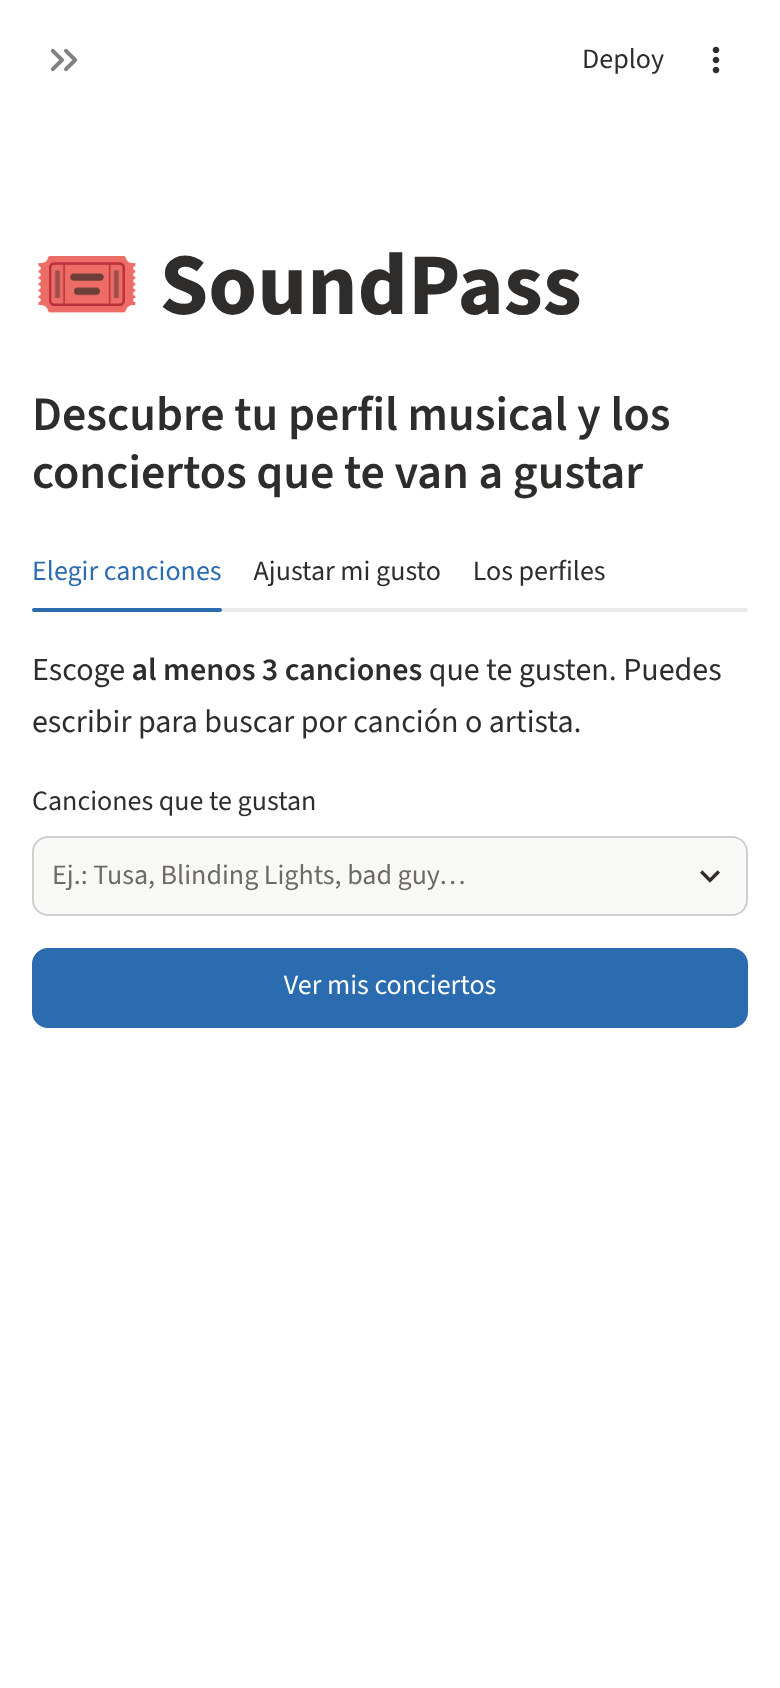 Deploy
SoundPass
Descubre tu perfil musical y los
conciertos que te van a gustar
Elegir canciones Ajustar mi gusto Los perfiles
Escoge al menos 3 canciones que te gusten. Puedes
escribir para buscar por canción o artista.
Canciones que te gustan
Ej.: Tusa, Blinding Lights, bad guy…
Ver mis conciertos